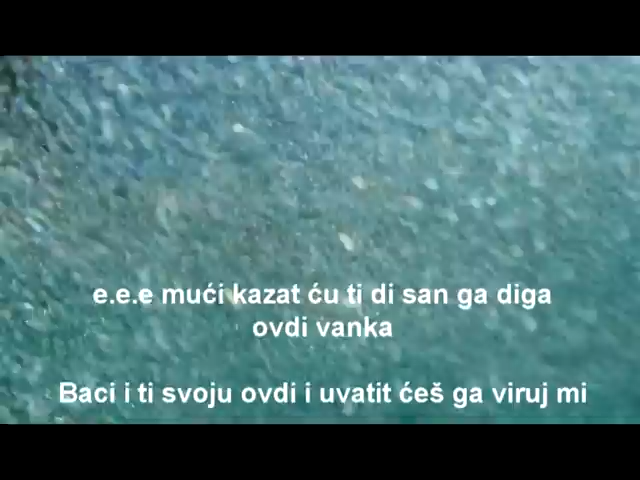 e.e.e mući kazat ću ti di san ga diga
ovdi vanka
Baci i ti svoju ovdi i uvatit ćeš ga viruj mi